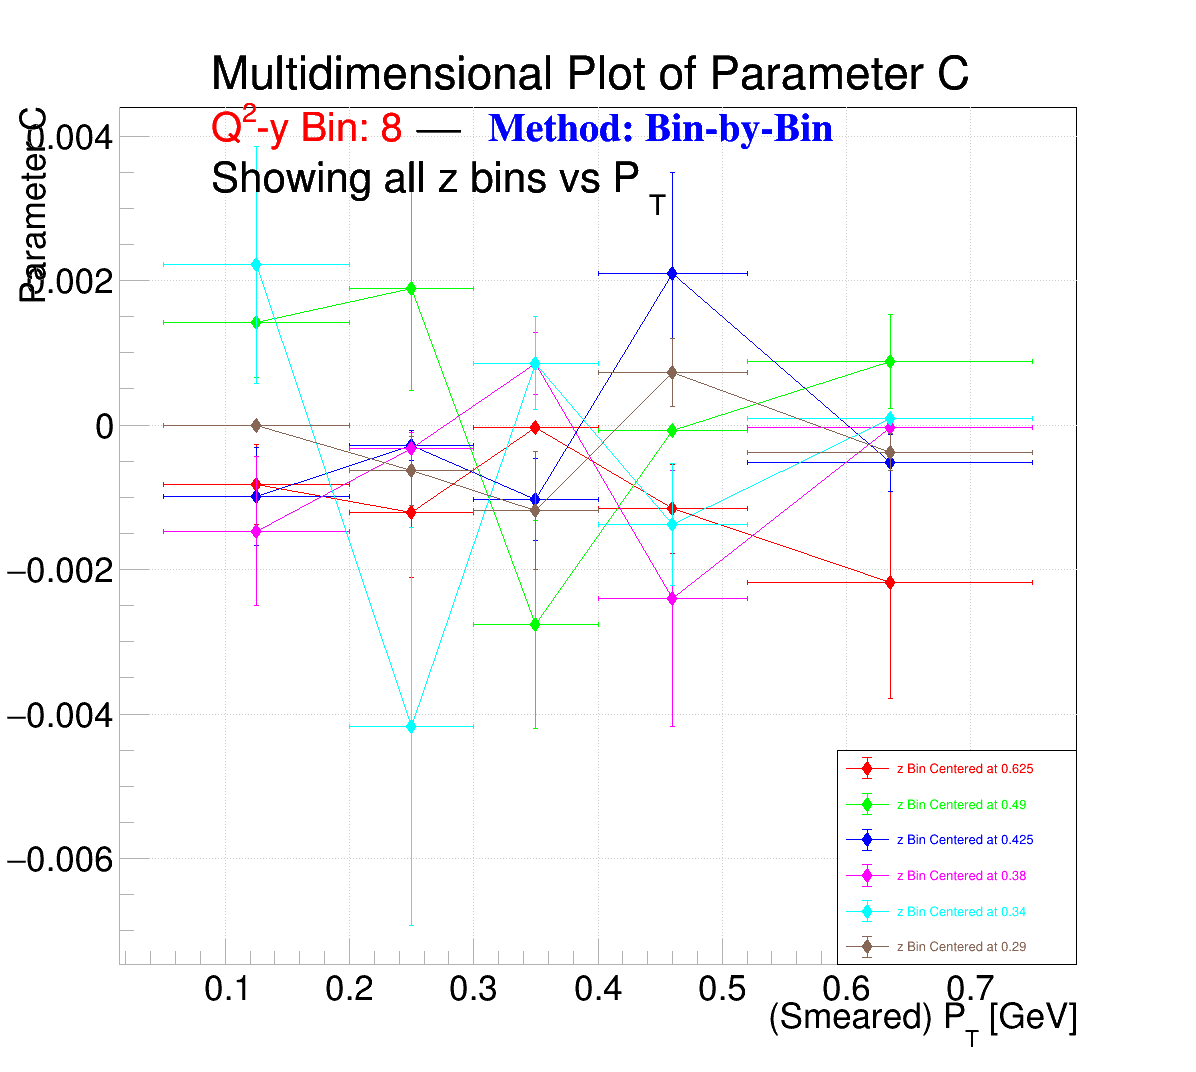 Multidimensional Plot of Parameter C
Q²-y Bin: 8 — Method: Bin-by-Bin
Showing all z bins vs P_T
Parameter C
0.004
0.002
0
−0.002
−0.004
−0.006
z Bin Centered at 0.625
z Bin Centered at 0.49
z Bin Centered at 0.425
z Bin Centered at 0.38
z Bin Centered at 0.34
z Bin Centered at 0.29
0.1 0.2 0.3 0.4 0.5 0.6 0.7
(Smeared) P_T [GeV]